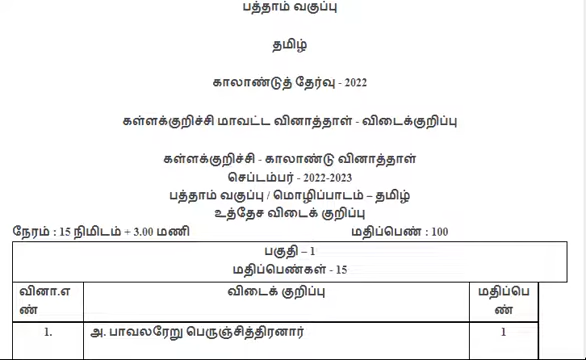 பத்தாம் வகுப்பு
தமிழ்
காலாண்டுத் தேர்வு - 2022
கள்ளக்குறிச்சி மாவட்ட வினாத்தாள் - விடைக்குறிப்பு
கள்ளக்குறிச்சி - காலாண்டு வினாத்தாள்
செப்டம்பர் - 2022-2023
பத்தாம் வகுப்பு / மொழிப்பாடம் – தமிழ்
உத்தேச விடைக் குறிப்பு
நேரம் : 15 நிமிடம் + 3.00 மணி மதிப்பெண் : 100
பகுதி – 1
மதிப்பெண்கள் - 15
வினா.எ விடைக் குறிப்பு மதிப்பெ
ண் ண்
1. அ. பாவலரேறு பெருஞ்சித்திரனார் 1